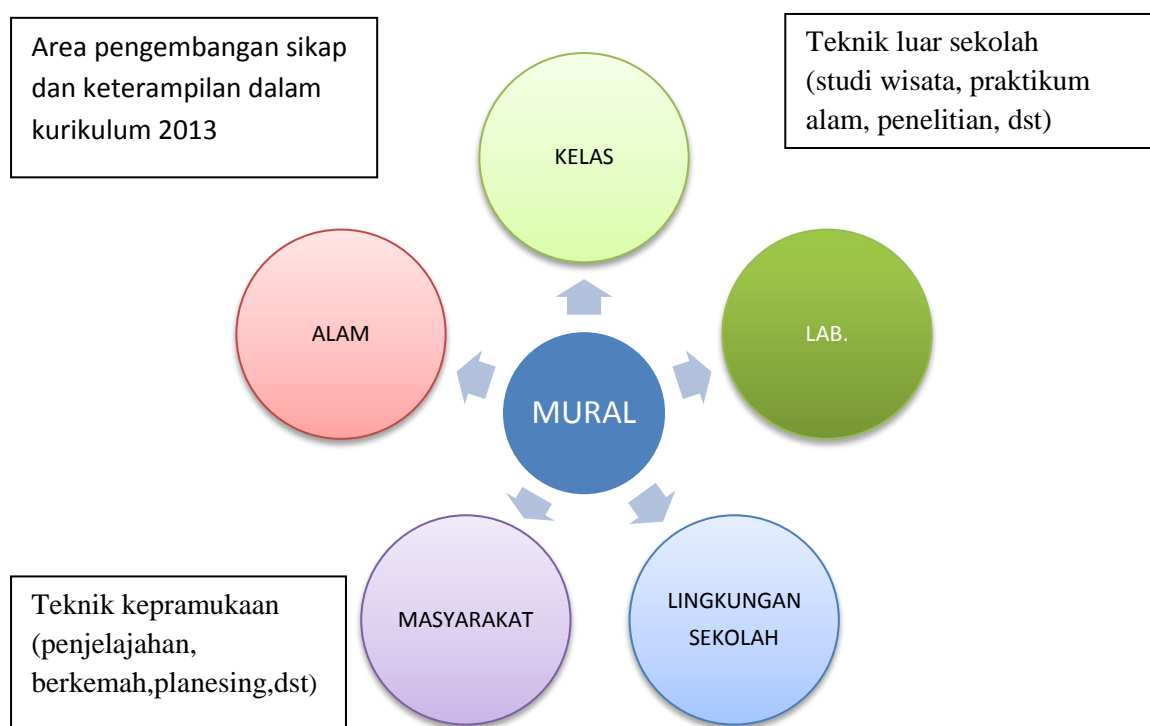 Area pengembangan sikap
dan keterampilan dalam
kurikulum 2013
Teknik luar sekolah
(studi wisata, praktikum
alam, penelitian, dst)
KELAS
ALAM
LAB.
MURAL
MASYARAKAT
LINGKUNGAN
SEKOLAH
Teknik kepramukaan
(penjelajahan,
berkemah,planesing,dst)